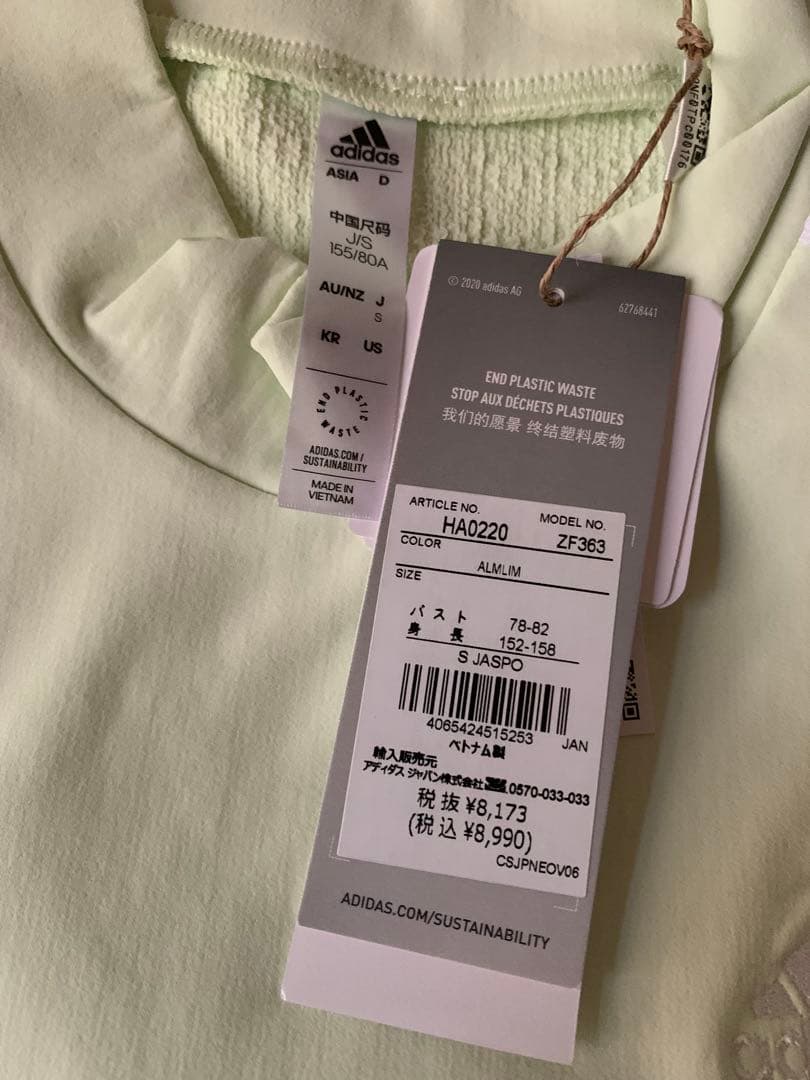 adidas
ASIA D
中国尺码
J/S
155/80A
AU/NZ J
S
KR US
END PLASTIC WASTE
ADIDAS.COM/
SUSTAINABILITY
MADE IN
VIETNAM
© 2020 adidas AG
62768441
END PLASTIC WASTE
STOP AUX DÉCHETS PLASTIQUES
我们的愿景 终结塑料废物
ARTICLE NO. MODEL NO.
HA0220 ZF363
COLOR
ALMLIM
SIZE
バスト 78-82
身長 152-158
S JASPO
4065424515253 JAN
ベトナム製
輸入販売元
アディダス ジャパン株式会社 0570-033-033
税抜 ¥8,173
(税込 ¥8,990)
CSJPNEOV06
ADIDAS.COM/SUSTAINABILITY